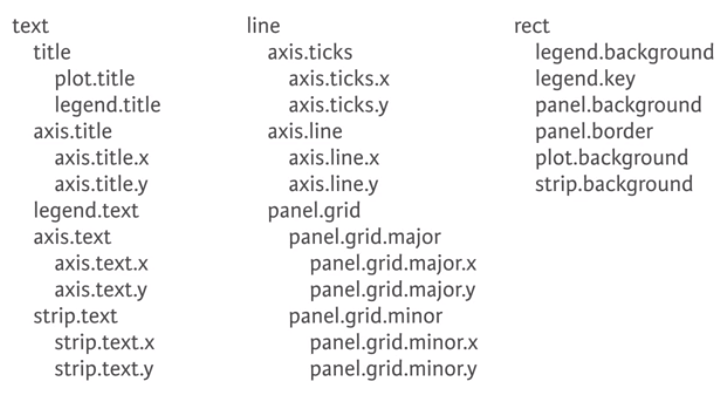 text
title
plot.title
legend.title
axis.title
axis.title.x
axis.title.y
legend.text
axis.text
axis.text.x
axis.text.y
strip.text
strip.text.x
strip.text.y
line
axis.ticks
axis.ticks.x
axis.ticks.y
axis.line
axis.line.x
axis.line.y
panel.grid
panel.grid.major
panel.grid.major.x
panel.grid.major.y
panel.grid.minor
panel.grid.minor.x
panel.grid.minor.y
rect
legend.background
legend.key
panel.background
panel.border
plot.background
strip.background